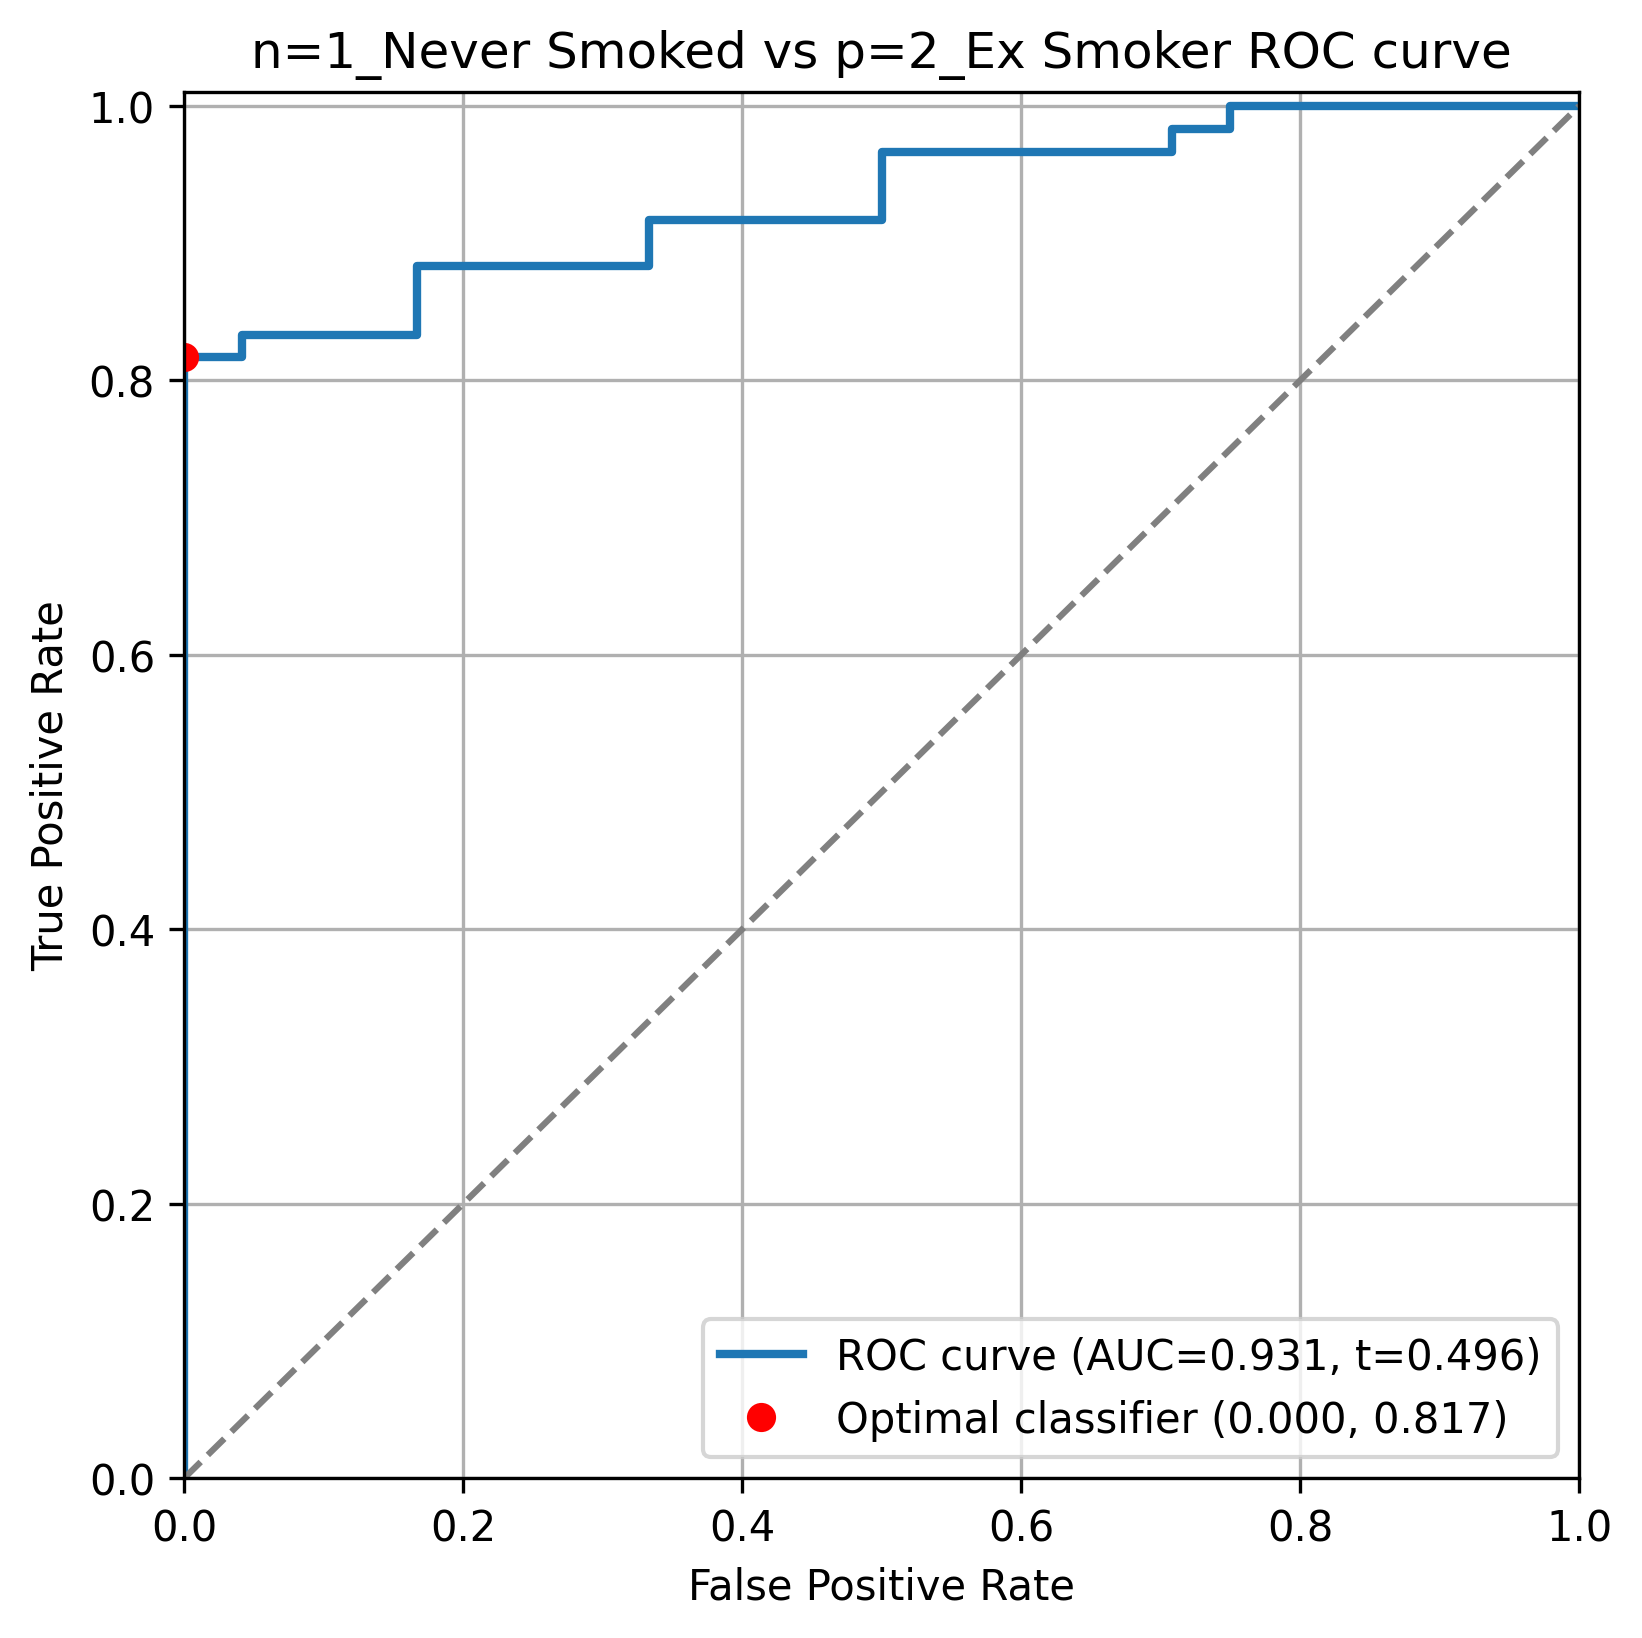 n=1_Never Smoked vs p=2_Ex Smoker ROC curve
1.0
0.8
0.6
0.4
0.2
0.0
True Positive Rate
ROC curve (AUC=0.931, t=0.496)
Optimal classifier (0.000, 0.817)
0.0 0.2 0.4 0.6 0.8 1.0
False Positive Rate